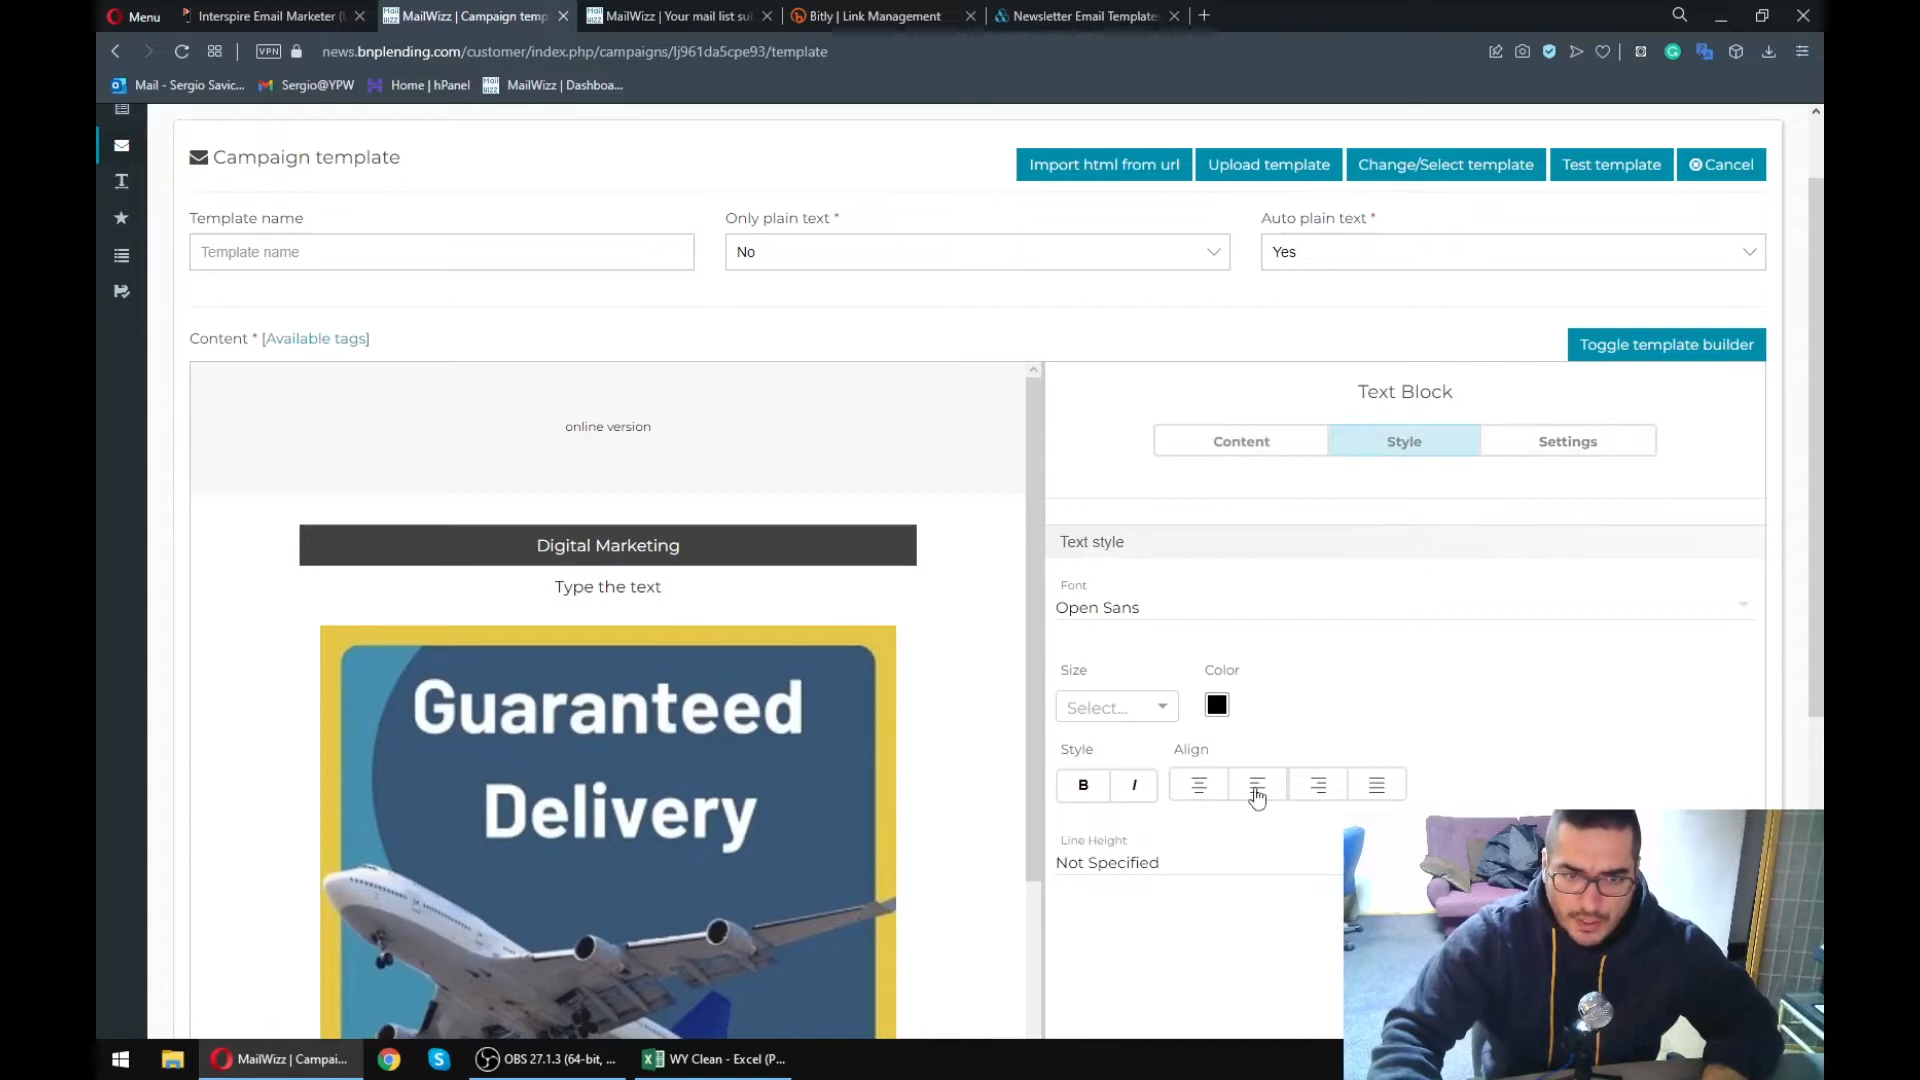 Menu
Interspire Email Marketer (
MailWizz | Campaign temp
MailWizz | Your mail list su
Bitly | Link Management
Newsletter Email Template
VPN
news.bnplending.com/customer/index.php/campaigns/lj961da5cpe93/template
Mail - Sergio Savic...
Sergio@YPW
Home | hPanel
MailWizz | Dashboa...
Campaign template
Import html from url
Upload template
Change/Select template
Test template
Cancel
Template name
Only plain text *
Auto plain text *
Template name
No
Yes
Content * [Available tags]
Toggle template builder
online version
Text Block
Content
Style
Settings
Digital Marketing
Type the text
Text style
Font
Open Sans
Size
Color
Select...
Style
Align
B
I
Line Height
Not Specified
Guaranteed
Delivery
MailWizz | Campai...
OBS 27.1.3 (64-bit, ...
WY Clean - Excel (P...